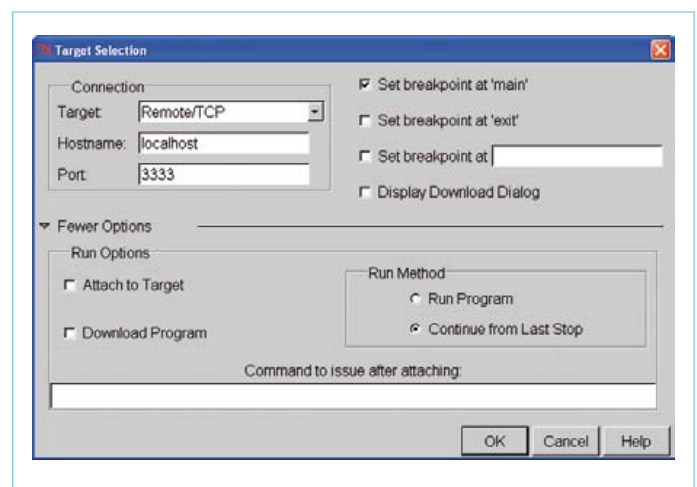 Target Selection
Connection
Target:
Remote/TCP
Hostname:
localhost
Port:
3333
Set breakpoint at 'main'
Set breakpoint at 'exit'
Set breakpoint at
Display Download Dialog
Fewer Options
Run Options
Attach to Target
Download Program
Run Method
Run Program
Continue from Last Stop
Command to issue after attaching:
OK
Cancel
Help